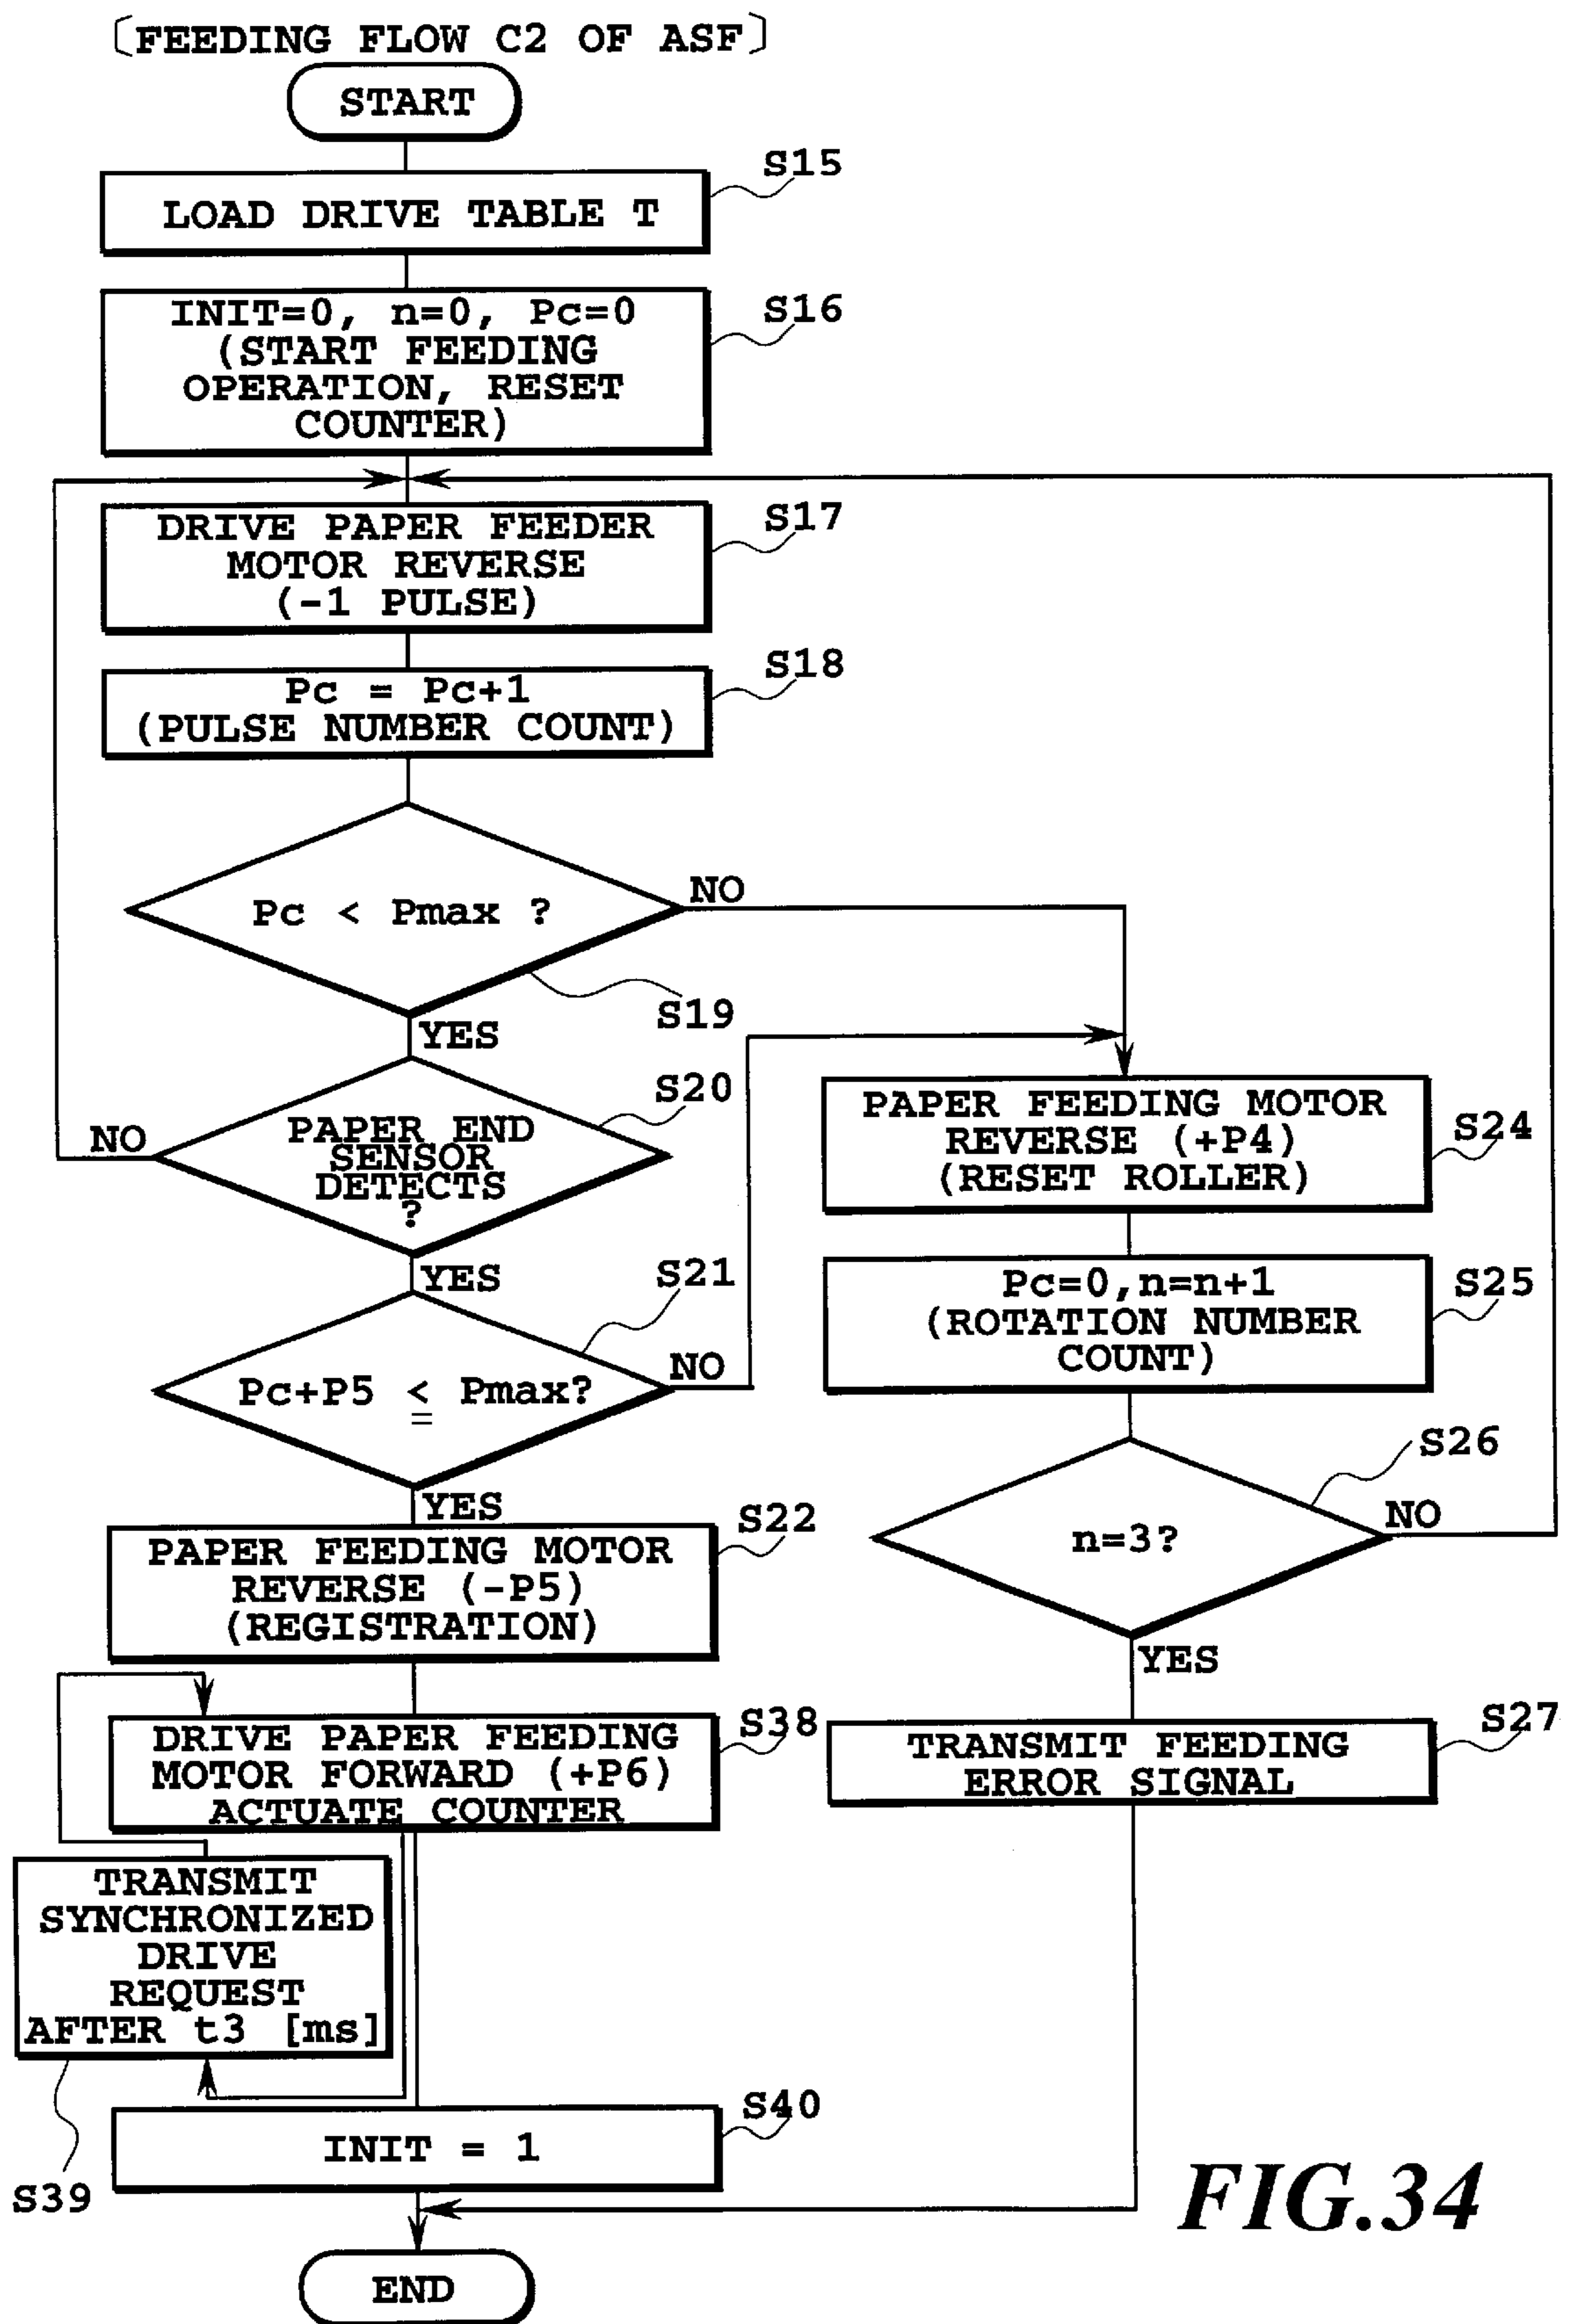 [FEEDING FLOW C2 OF ASF]
START
S15
LOAD DRIVE TABLE T
S16
INIT=0, n=0, Pc=0
(START FEEDING
OPERATION, RESET
COUNTER)
S17
DRIVE PAPER FEEDER
MOTOR REVERSE
(-1 PULSE)
S18
Pc = Pc+1
(PULSE NUMBER COUNT)
Pc < Pmax ?
NO
S19
YES
S20
PAPER END
SENSOR
DETECTS
?
NO
YES
S21
Pc+P5 ≦ Pmax?
NO
YES
S22
PAPER FEEDING MOTOR
REVERSE (-P5)
(REGISTRATION)
S38
DRIVE PAPER FEEDING
MOTOR FORWARD (+P6)
ACTUATE COUNTER
TRANSMIT
SYNCHRONIZED
DRIVE
REQUEST
AFTER t3 [ms]
S39
S40
INIT = 1
END
PAPER FEEDING MOTOR
REVERSE (+P4)
(RESET ROLLER)
S24
Pc=0,n=n+1
(ROTATION NUMBER
COUNT)
S25
S26
n=3?
NO
YES
S27
TRANSMIT FEEDING
ERROR SIGNAL
FIG.34